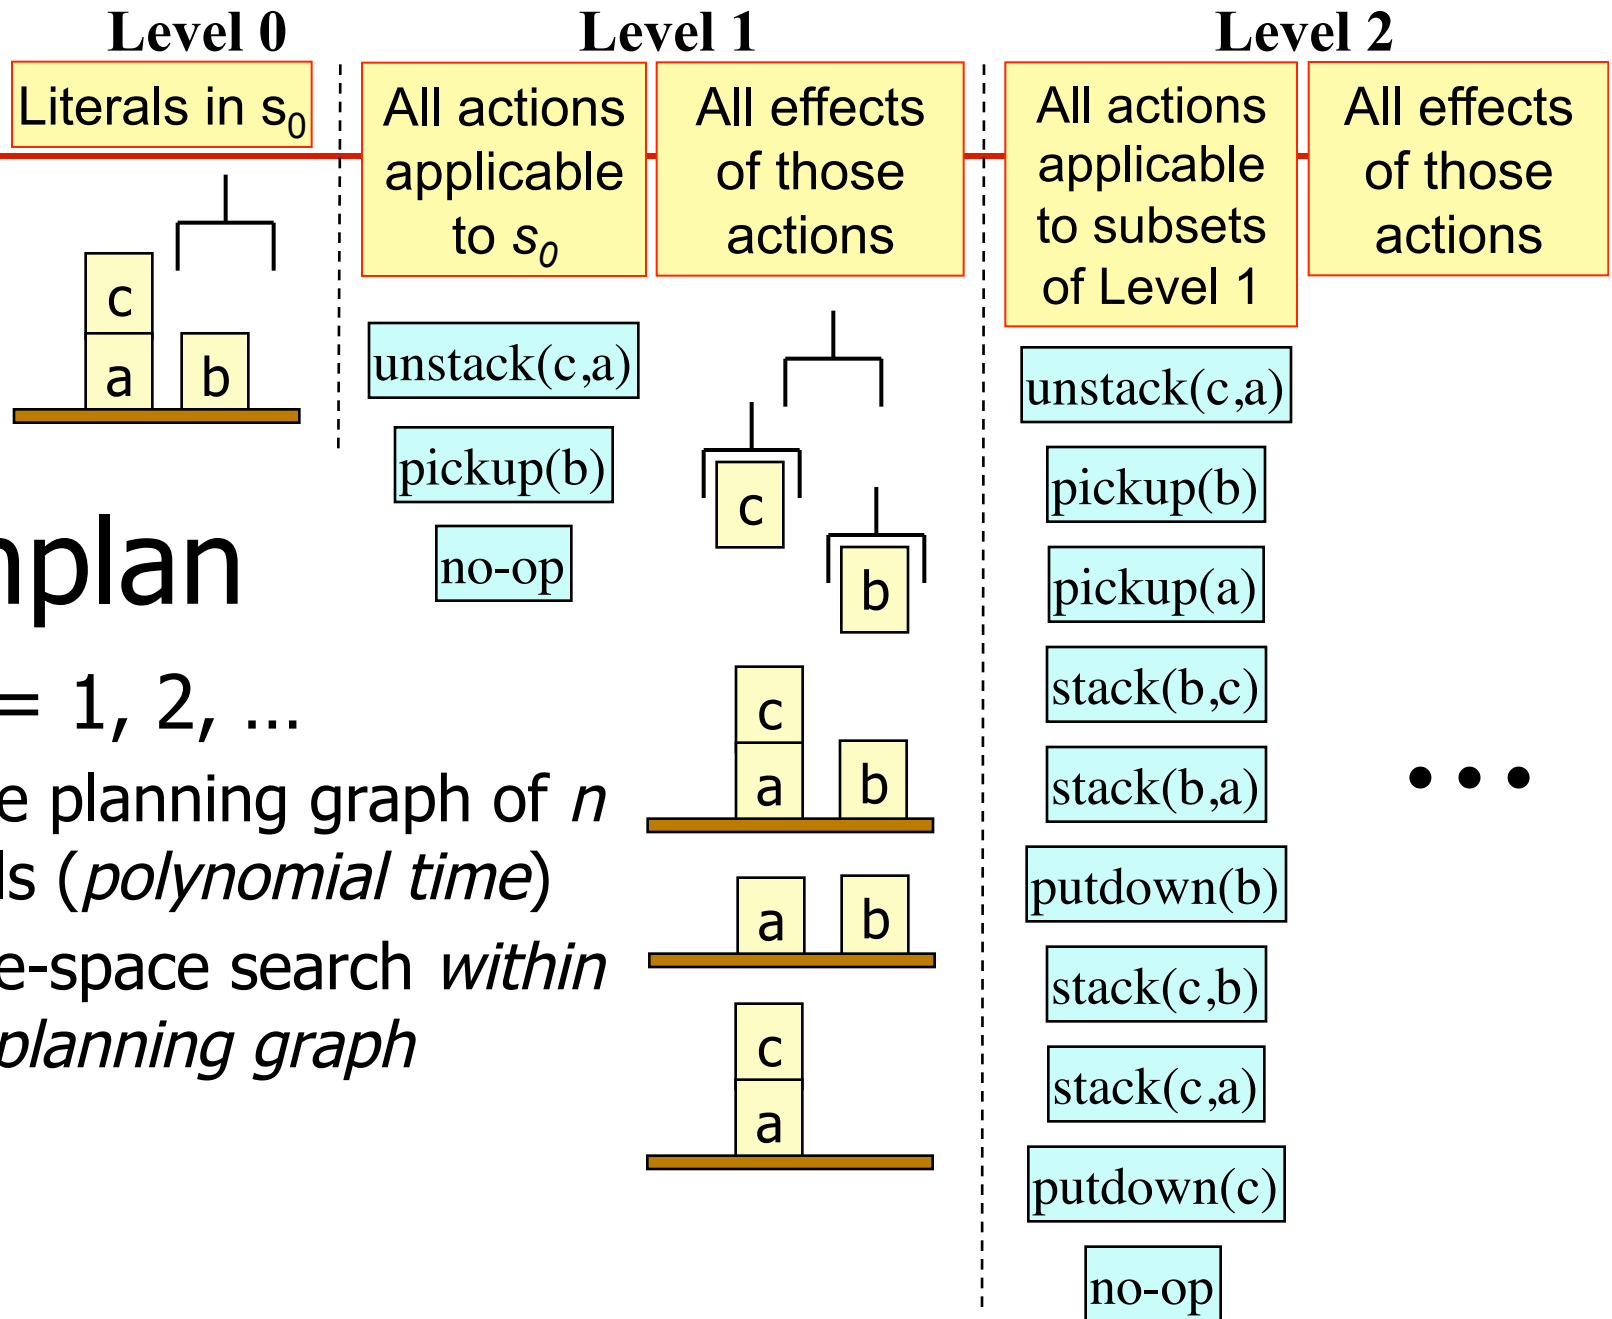 Level 0
Level 1
Level 2
Literals in s0
All actions
applicable
to s0
All effects
of those
actions
All actions
applicable
to subsets
of Level 1
All effects
of those
actions
c
a b
unstack(c,a)
pickup(b)
no-op
c
b
c
a b
a b
c
a
unstack(c,a)
pickup(b)
pickup(a)
stack(b,c)
stack(b,a)
putdown(b)
stack(c,b)
stack(c,a)
putdown(c)
no-op
• • •
nplan
= 1, 2, …
e planning graph of n
ls (polynomial time)
e-space search within
planning graph